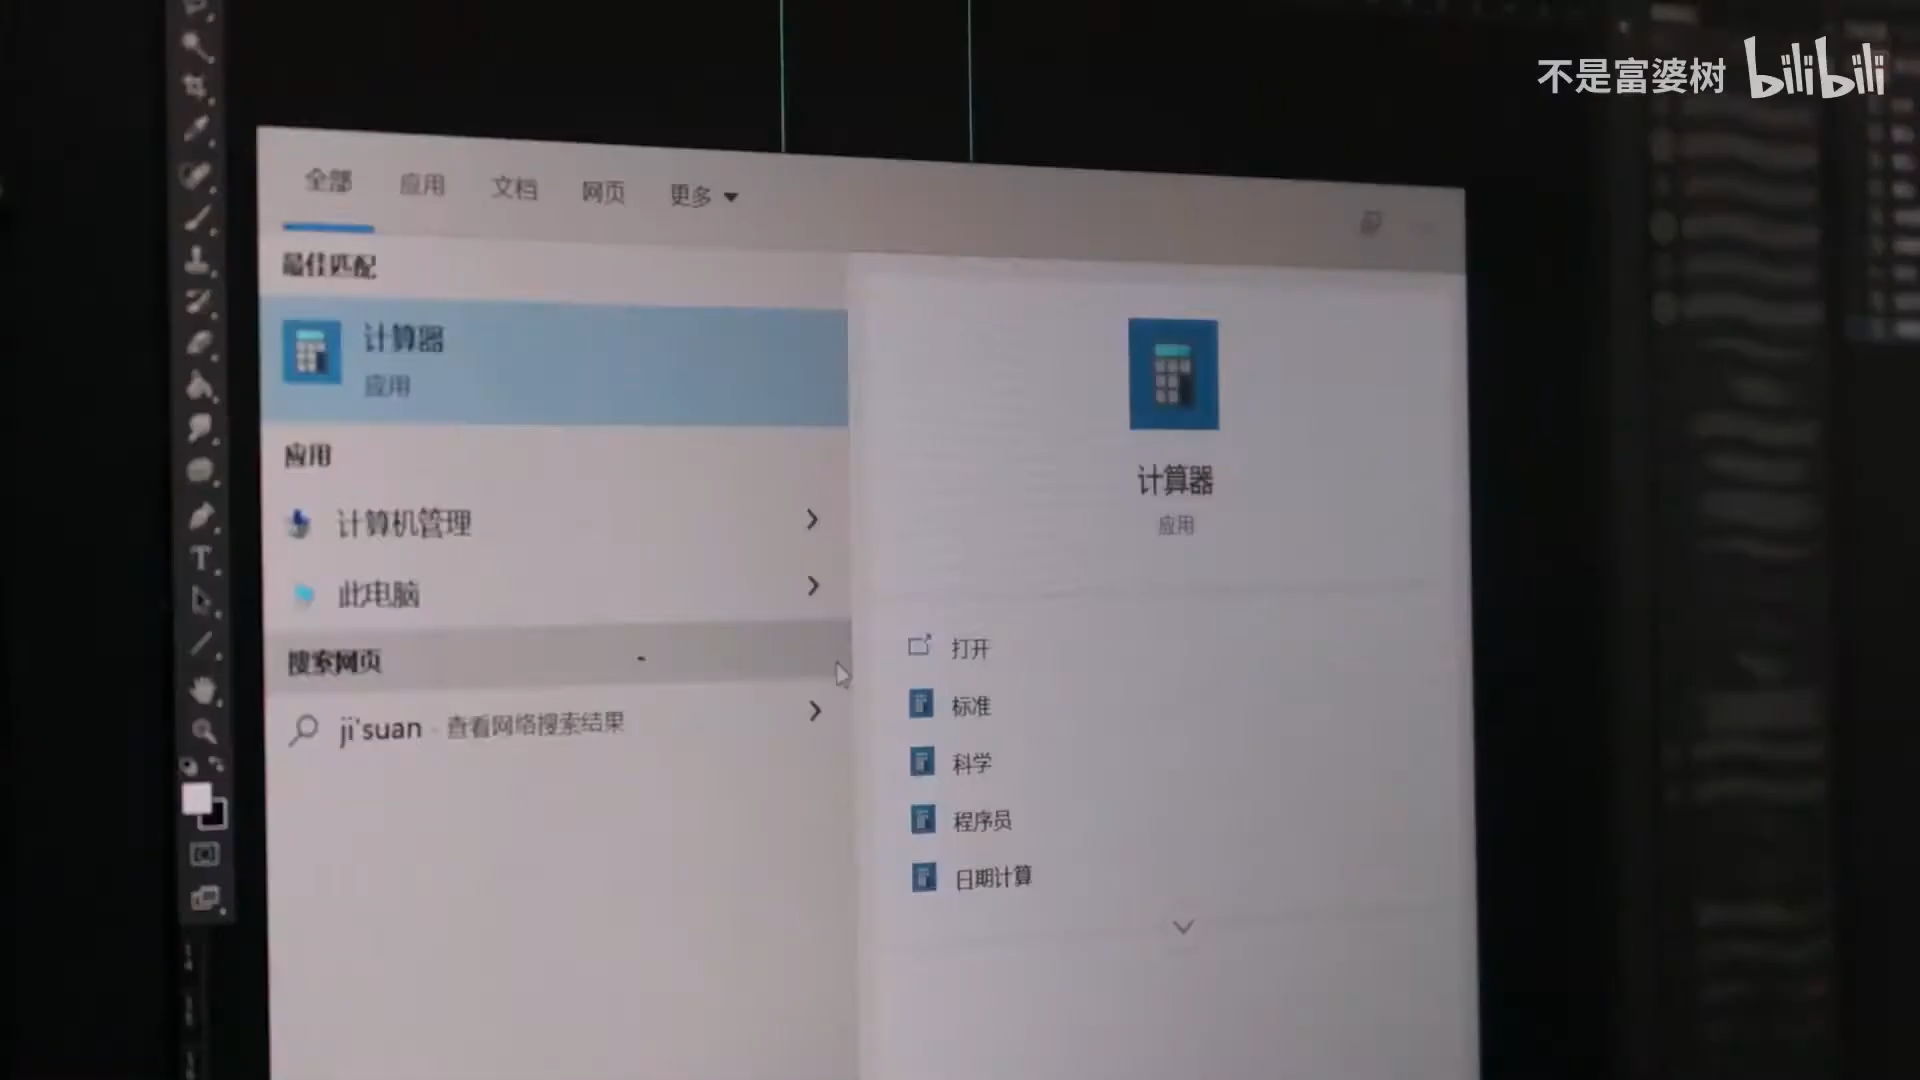 不是富婆树 bilibili
全部 应用 文档 网页 更多
最佳匹配
计算器
应用
应用
计算机管理
此电脑
搜索网页
ji'suan - 查看网络搜索结果
计算器
应用
打开
标准
科学
程序员
日期计算